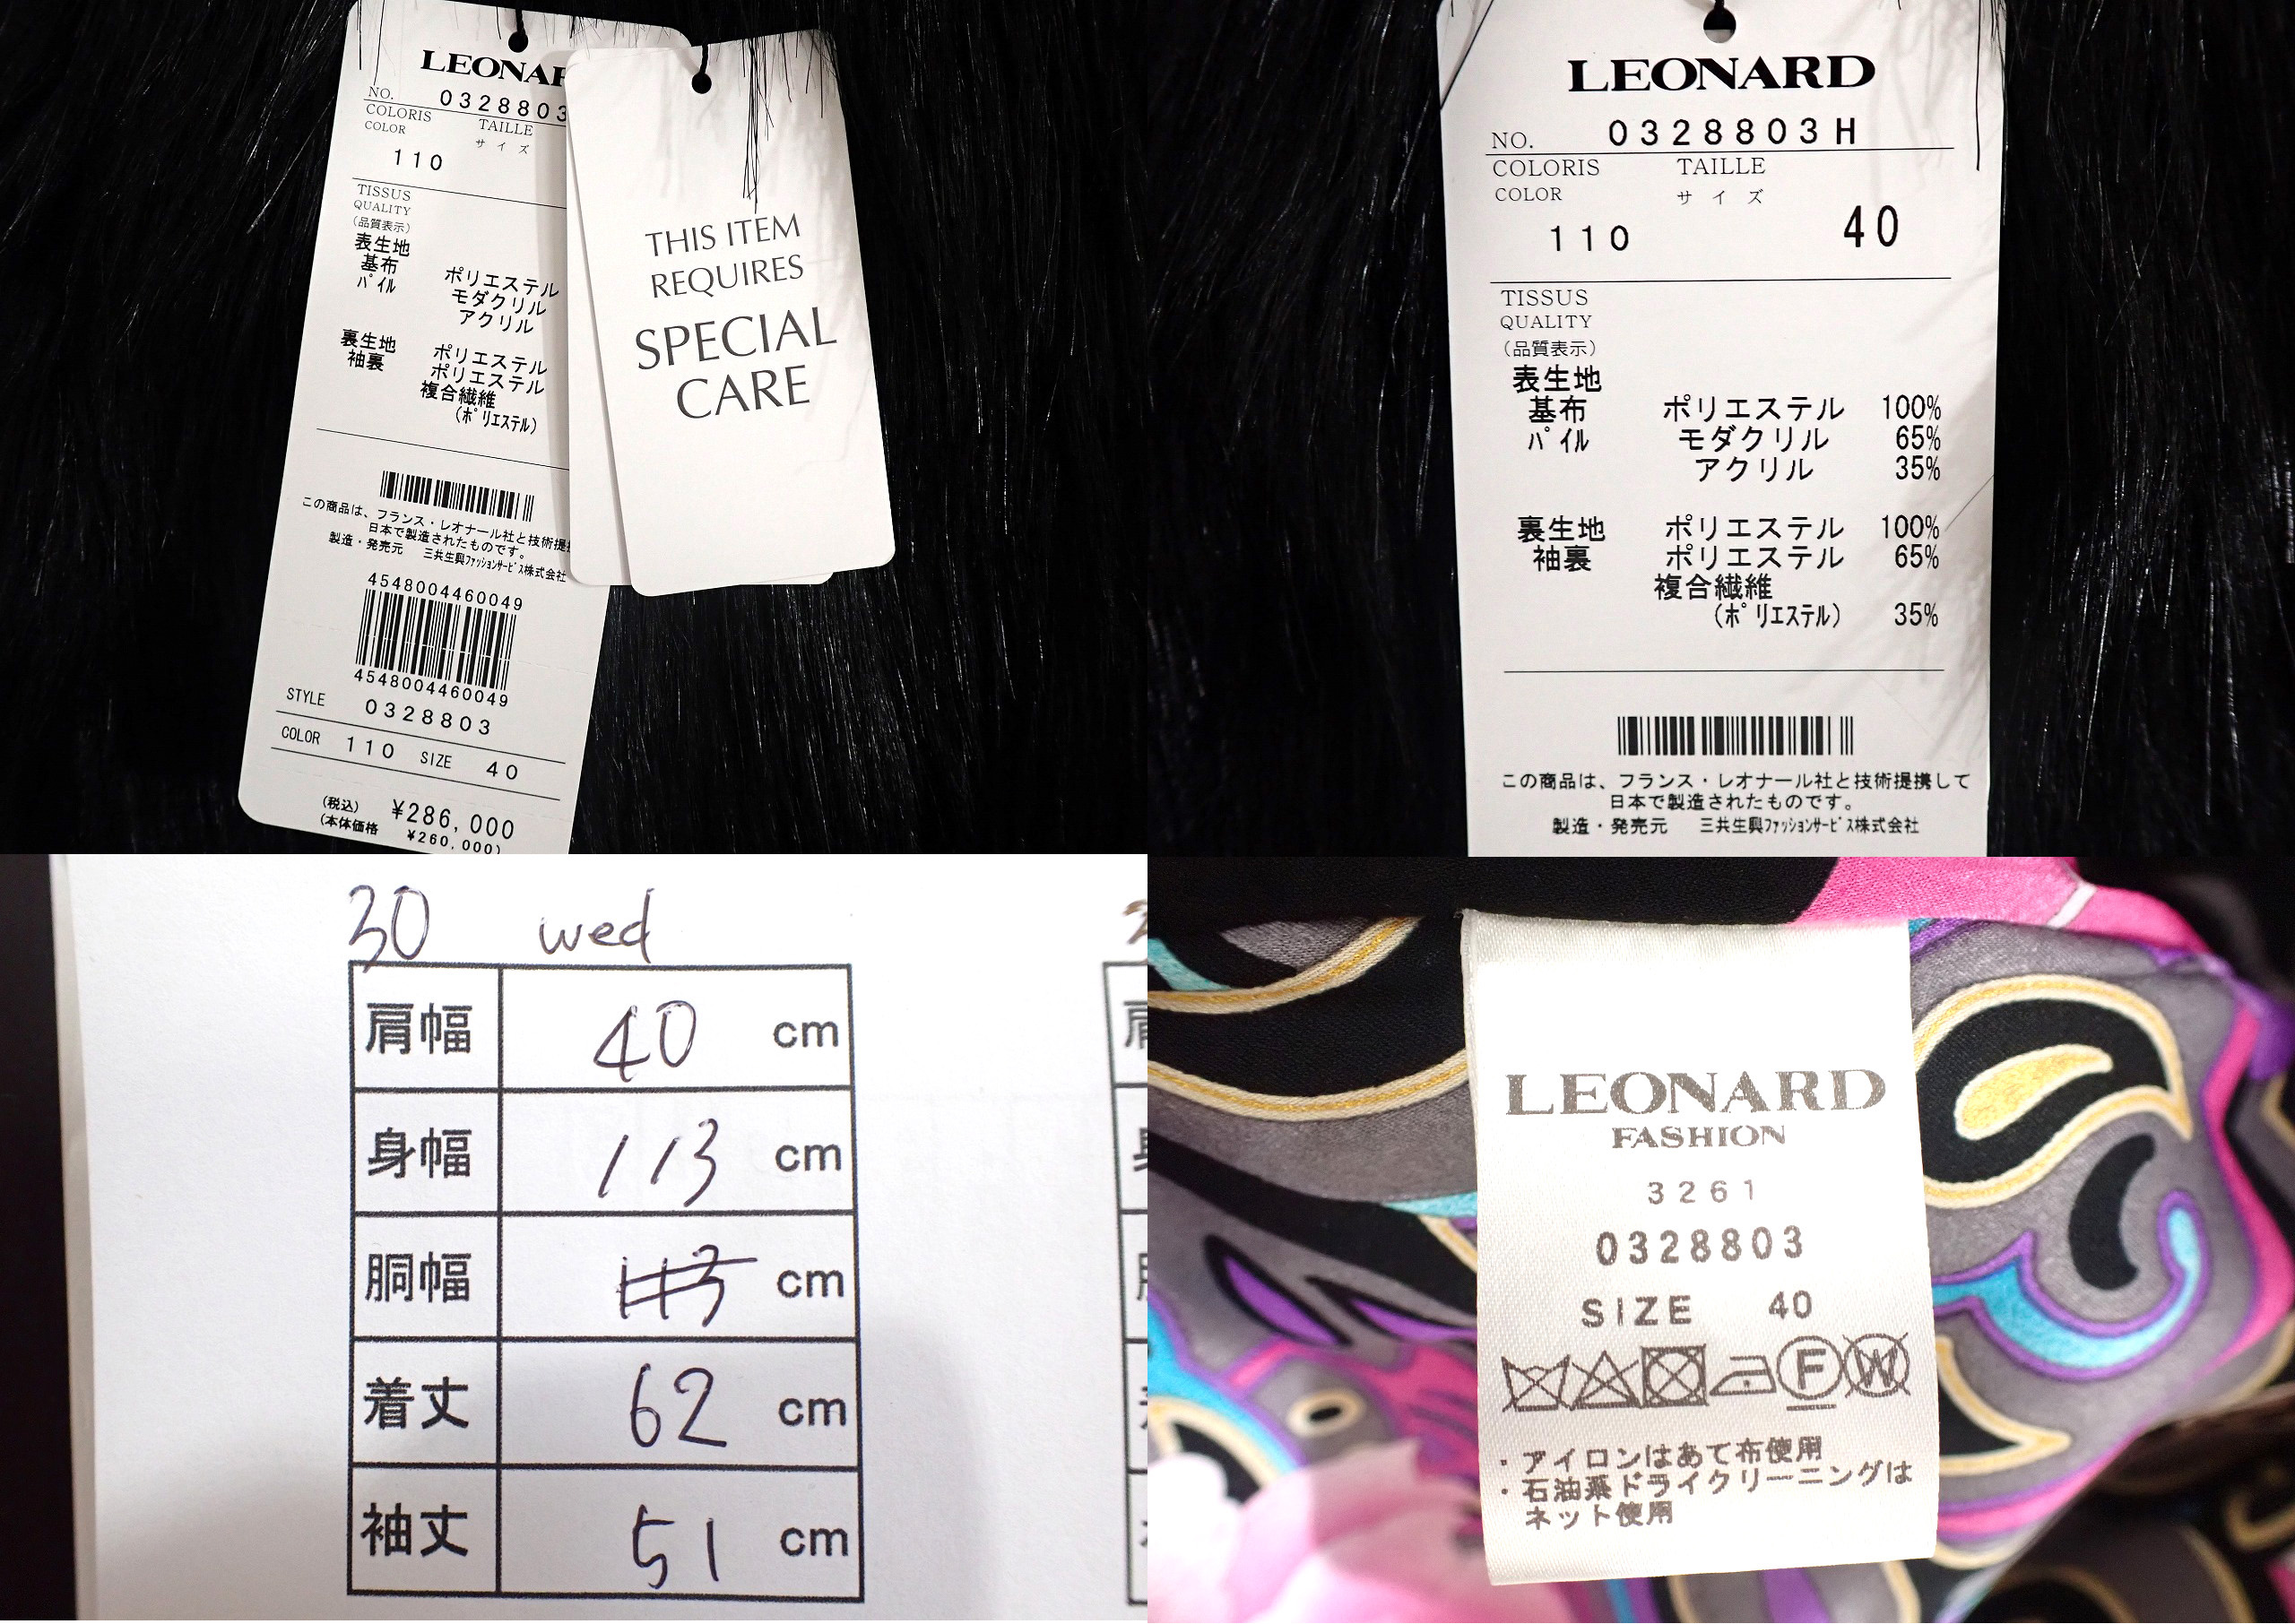 LEONAR
NO. 0328803
COLORIS TAILLE
COLOR サイズ
110
TISSUS
QUALITY
(品質表示)
表生地
基布 ポリエステル
パイル モダクリル
アクリル
裏生地 ポリエステル
袖裏 ポリエステル
複合繊維
(ポリエステル)
この商品は、フランス・レオナール社と技術提
日本で製造されたものです。
製造・発売元 三共生興ファッションサービス株式会社
4548004460049
4548004460049
STYLE 0328803
COLOR 110 SIZE 40
(税込) ¥286,000
(本体価格 ¥260,000)
THIS ITEM
REQUIRES
SPECIAL
CARE
LEONARD
NO. 0328803H
COLORIS TAILLE
COLOR サイズ
110 40
TISSUS
QUALITY
(品質表示)
表生地
基布 ポリエステル 100%
パイル モダクリル 65%
アクリル 35%
裏生地 ポリエステル 100%
袖裏 ポリエステル 65%
複合繊維
(ポリエステル) 35%
この商品は、フランス・レオナール社と技術提携して
日本で製造されたものです。
製造・発売元 三共生興ファッションサービス株式会社
30 wed
肩幅 40 cm
身幅 113 cm
胴幅 113 cm
着丈 62 cm
袖丈 51 cm
LEONARD
FASHION
3261
0328803
SIZE 40
F W
・アイロンはあて布使用
・石油系ドライクリーニングは
ネット使用